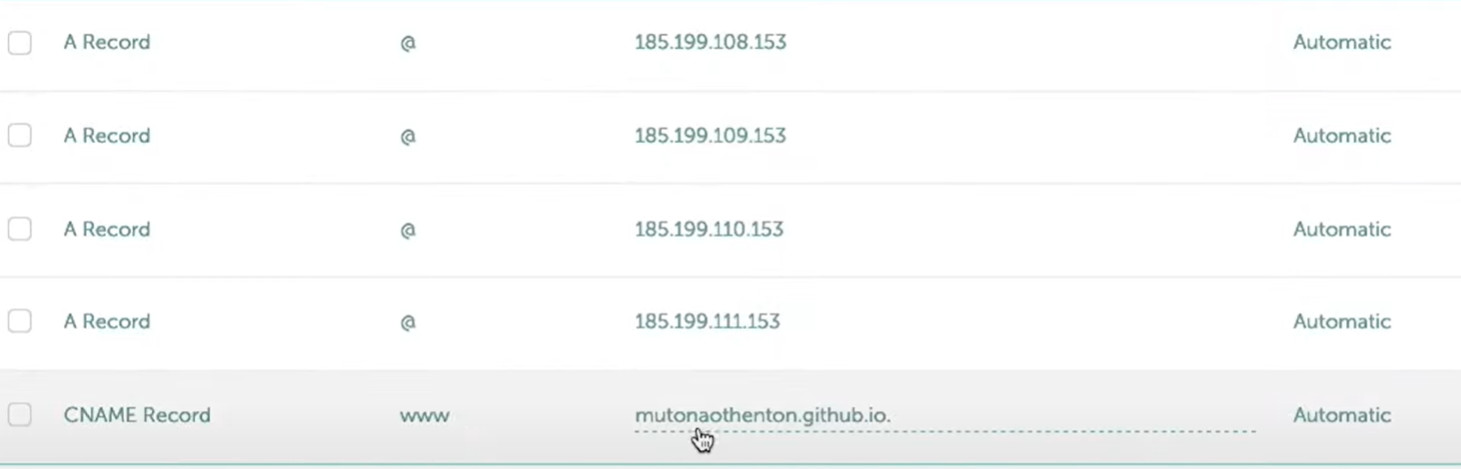 A Record @ 185.199.108.153 Automatic
A Record @ 185.199.109.153 Automatic
A Record @ 185.199.110.153 Automatic
A Record @ 185.199.111.153 Automatic
CNAME Record www mutonaothenton.github.io. Automatic